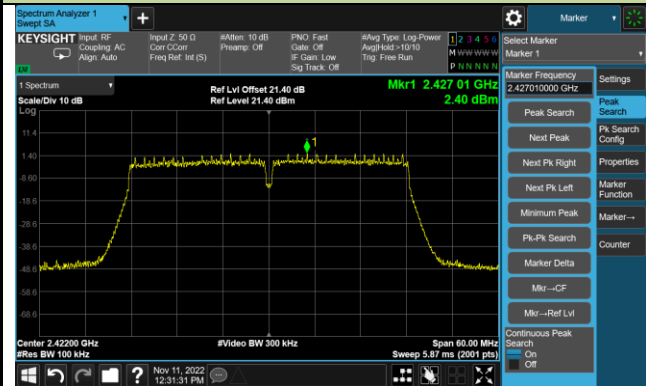 Spectrum Analyzer 1
Swept SA
Marker
KEYSIGHT
Input: RF
Coupling: AC
Align: Auto
Input Z: 50 Ω
Corr CCorr
Freq Ref: Int (S)
#Atten: 10 dB
Preamp: Off
PNO: Fast
Gate: Off
IF Gain: Low
Sig Track: Off
#Avg Type: Log-Power
Avg|Hold:>10/10
Trig: Free Run
1 2 3 4 5 6
M W W W W W
P N N N N N
Select Marker
Marker 1
1 Spectrum
Scale/Div 10 dB
Log
Ref Lvl Offset 21.40 dB
Ref Level 21.40 dBm
Mkr1 2.427 01 GHz
2.40 dBm
11.4
1.40
-8.60
-18.6
-28.6
-38.6
-48.6
-58.6
-68.6
1
Center 2.42200 GHz
#Res BW 100 kHz
#Video BW 300 kHz
Span 60.00 MHz
Sweep 5.87 ms (2001 pts)
Marker Frequency
2.427010000 GHz
Peak Search
Next Peak
Next Pk Right
Next Pk Left
Minimum Peak
Pk-Pk Search
Marker Delta
Mkr→CF
Mkr→Ref Lvl
Continuous Peak
Search
On
Off
Settings
Peak
Search
Pk Search
Config
Properties
Marker
Function
Marker→
Counter
Nov 11, 2022
12:31:31 PM